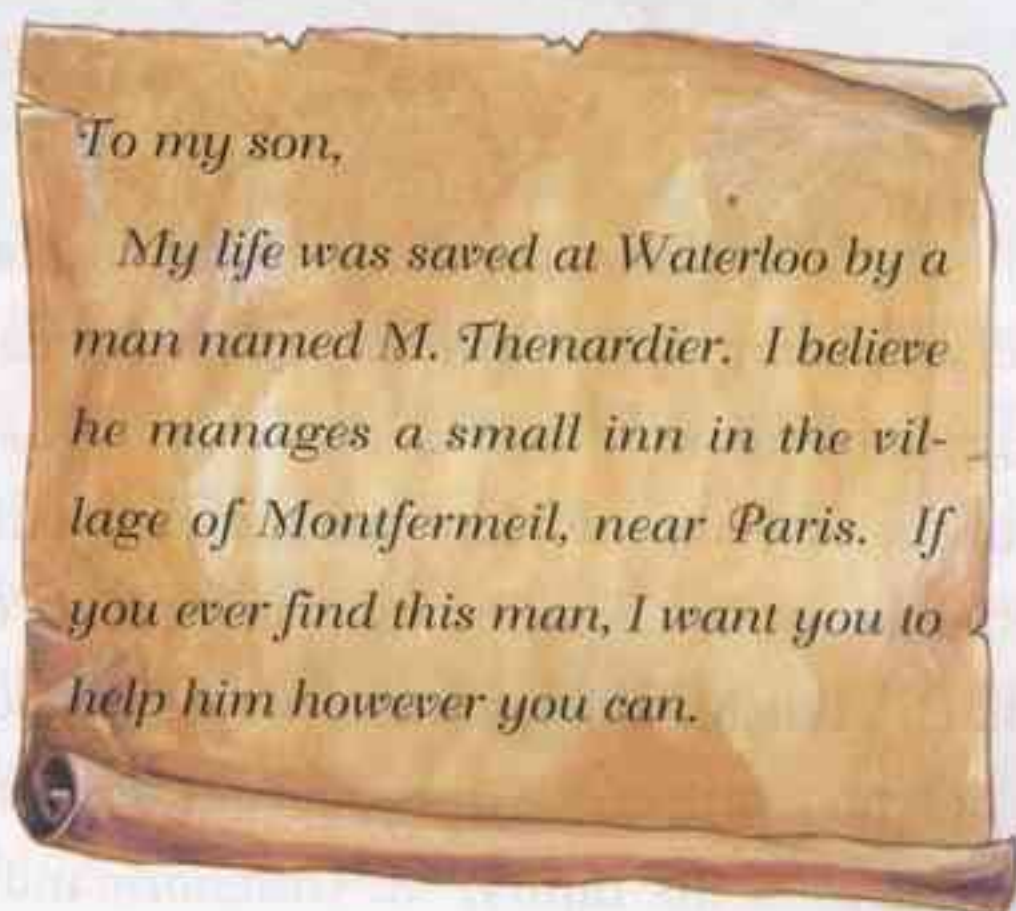 To my son,
My life was saved at Waterloo by a
man named M. Thenardier. I believe
he manages a small inn in the vil-
lage of Montfermeil, near Paris. If
you ever find this man, I want you to
help him however you can.